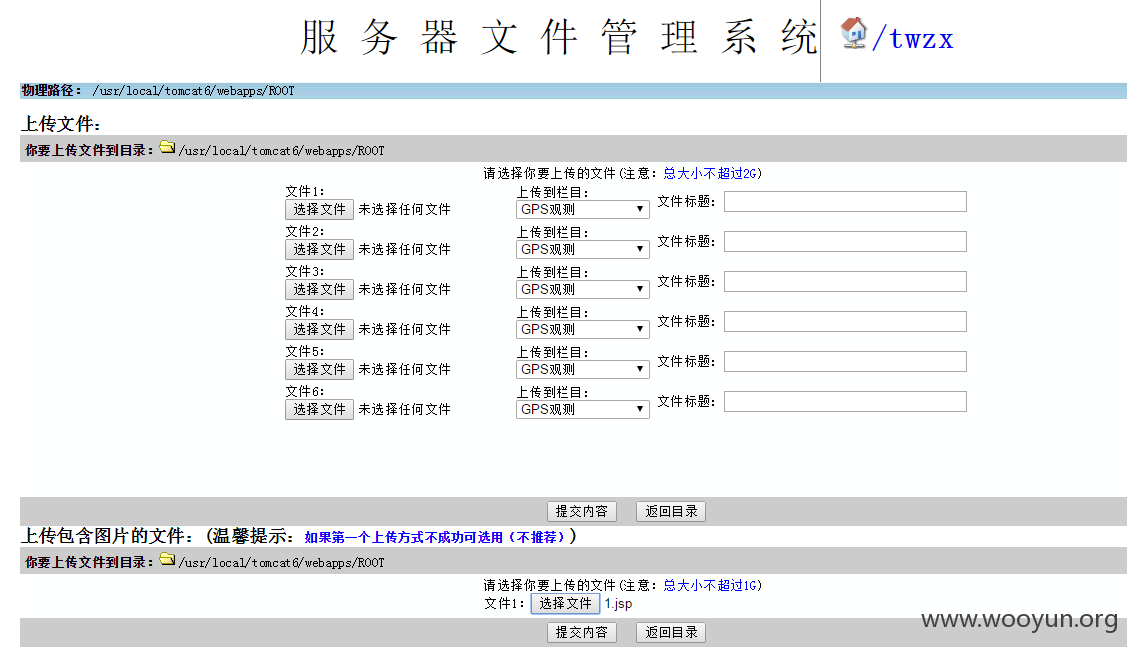 服务器文件管理系统 /twzx
物理路径： /usr/local/tomcat6/webapps/ROOT
上传文件：
你要上传文件到目录： /usr/local/tomcat6/webapps/ROOT
请选择你要上传的文件(注意：总大小不超过2G)
文件1：
选择文件 未选择任何文件
上传到栏目：
GPS观测
文件标题：
文件2：
选择文件 未选择任何文件
上传到栏目：
GPS观测
文件标题：
文件3：
选择文件 未选择任何文件
上传到栏目：
GPS观测
文件标题：
文件4：
选择文件 未选择任何文件
上传到栏目：
GPS观测
文件标题：
文件5：
选择文件 未选择任何文件
上传到栏目：
GPS观测
文件标题：
文件6：
选择文件 未选择任何文件
上传到栏目：
GPS观测
文件标题：
提交内容 返回目录
上传包含图片的文件：(温馨提示：如果第一个上传方式不成功可选用（不推荐）)
你要上传文件到目录： /usr/local/tomcat6/webapps/ROOT
请选择你要上传的文件(注意：总大小不超过1G)
文件1： 选择文件 1.jsp
提交内容 返回目录
www.wooyun.org